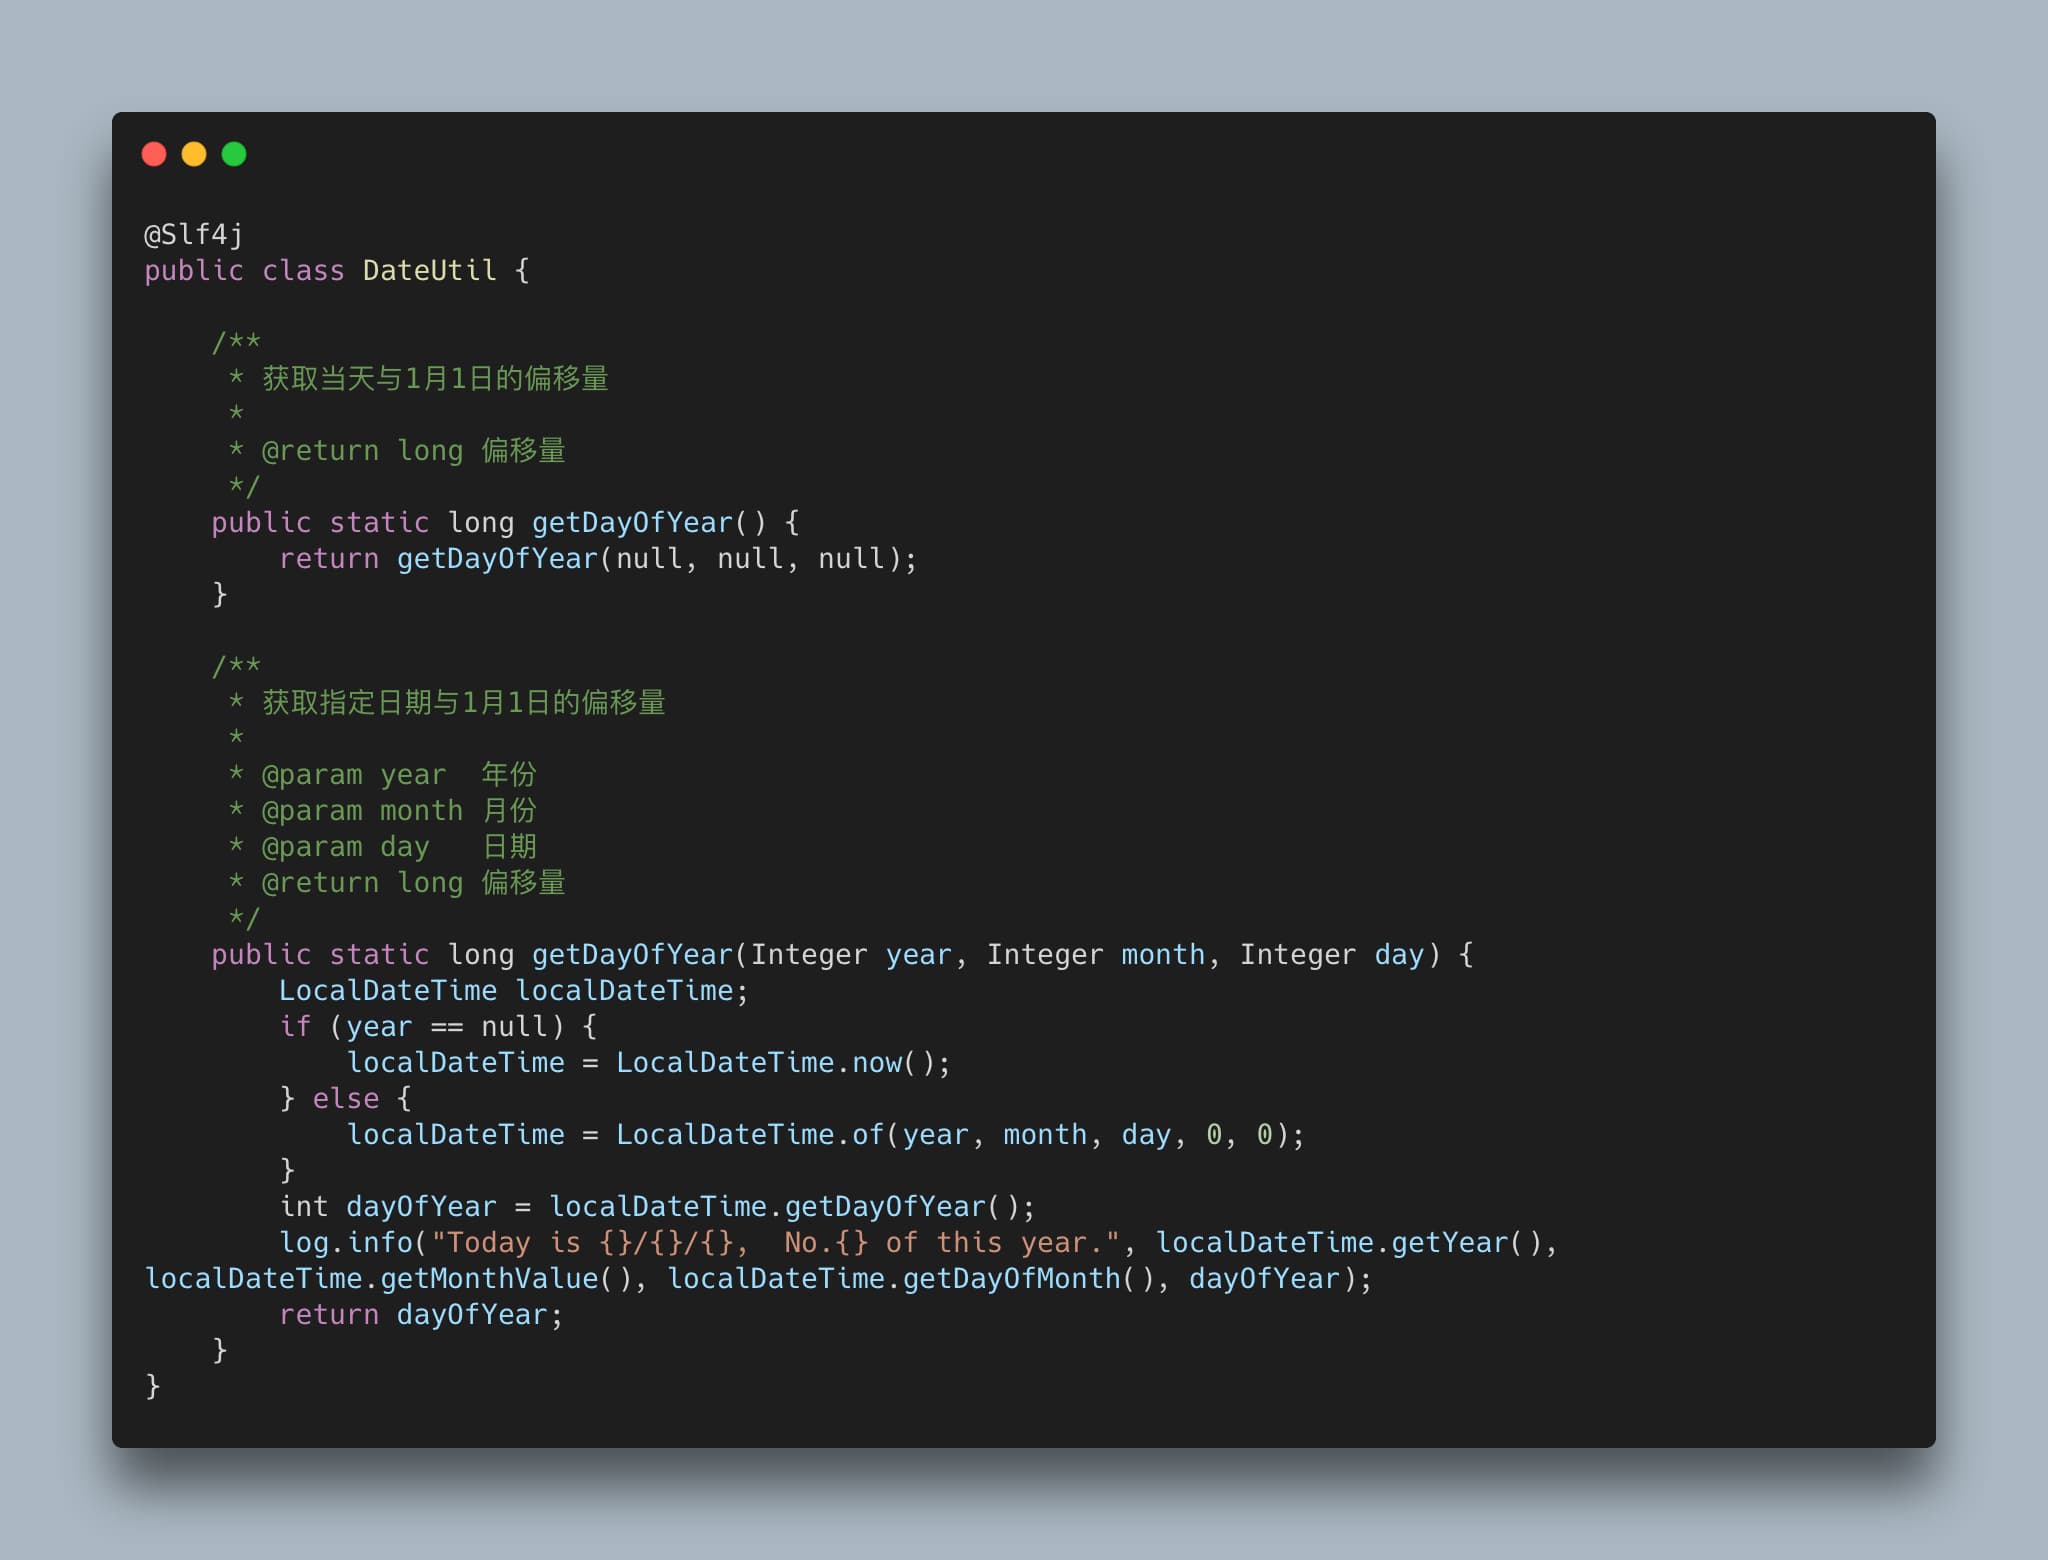 @Slf4j
public class DateUtil {
    /**
     * 获取当天与1月1日的偏移量
     *
     * @return long 偏移量
     */
    public static long getDayOfYear() {
        return getDayOfYear(null, null, null);
    }
    /**
     * 获取指定日期与1月1日的偏移量
     *
     * @param year  年份
     * @param month 月份
     * @param day   日期
     * @return long 偏移量
     */
    public static long getDayOfYear(Integer year, Integer month, Integer day) {
        LocalDateTime localDateTime;
        if (year == null) {
            localDateTime = LocalDateTime.now();
        } else {
            localDateTime = LocalDateTime.of(year, month, day, 0, 0);
        }
        int dayOfYear = localDateTime.getDayOfYear();
        log.info("Today is {}/{}/{},  No.{} of this year.", localDateTime.getYear(),
localDateTime.getMonthValue(), localDateTime.getDayOfMonth(), dayOfYear);
        return dayOfYear;
    }
}